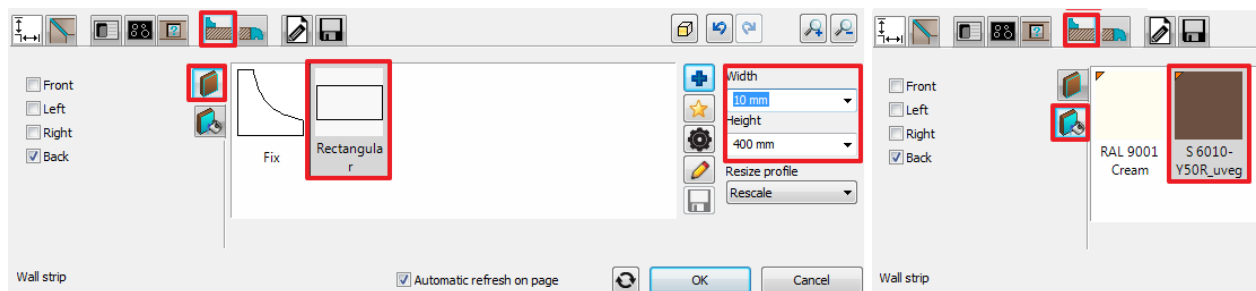 Front
Left
Right
Back
Fix
Rectangula
r
Width
10 mm
Height
400 mm
Resize profile
Rescale
Wall strip
Automatic refresh on page
OK
Cancel
Front
Left
Right
Back
RAL 9001
Cream
S 6010-
Y50R_uveg
Wall strip